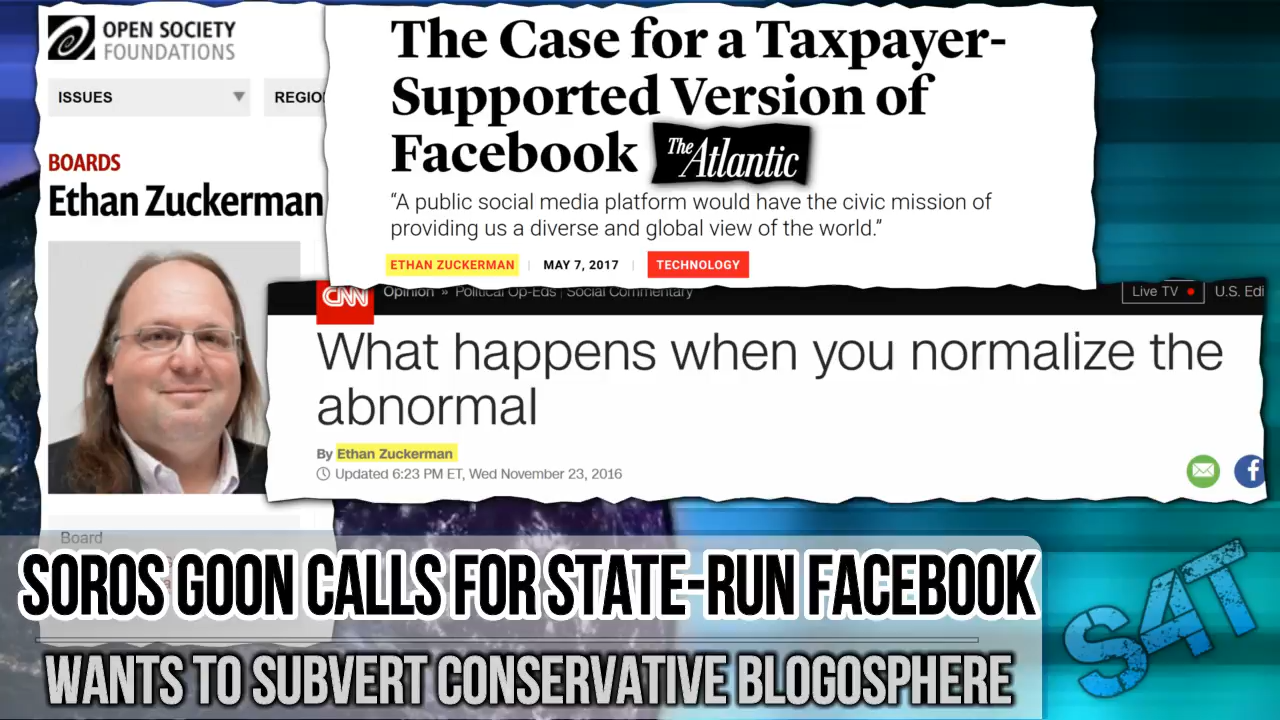 OPEN SOCIETY
FOUNDATIONS
ISSUES
REGIO
BOARDS
Ethan Zuckerman
The Case for a Taxpayer-
Supported Version of
Facebook
The Atlantic
“A public social media platform would have the civic mission of
providing us a diverse and global view of the world.”
ETHAN ZUCKERMAN | MAY 7, 2017 | TECHNOLOGY
CNN Opinion » Political Op-Eds | Social Commentary
Live TV U.S. Edi
What happens when you normalize the
abnormal
By Ethan Zuckerman
Updated 6:23 PM ET, Wed November 23, 2016
Board
SOROS GOON CALLS FOR STATE-RUN FACEBOOK
WANTS TO SUBVERT CONSERVATIVE BLOGOSPHERE
S4T